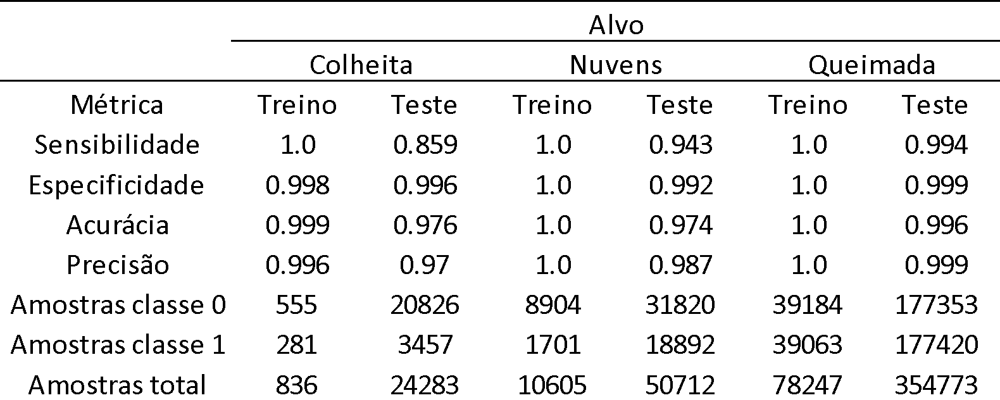 Alvo
Colheita Nuvens Queimada
Métrica Treino Teste Treino Teste Treino Teste
Sensibilidade 1.0 0.859 1.0 0.943 1.0 0.994
Especificidade 0.998 0.996 1.0 0.992 1.0 0.999
Acurácia 0.999 0.976 1.0 0.974 1.0 0.996
Precisão 0.996 0.97 1.0 0.987 1.0 0.999
Amostras classe 0 555 20826 8904 31820 39184 177353
Amostras classe 1 281 3457 1701 18892 39063 177420
Amostras total 836 24283 10605 50712 78247 354773